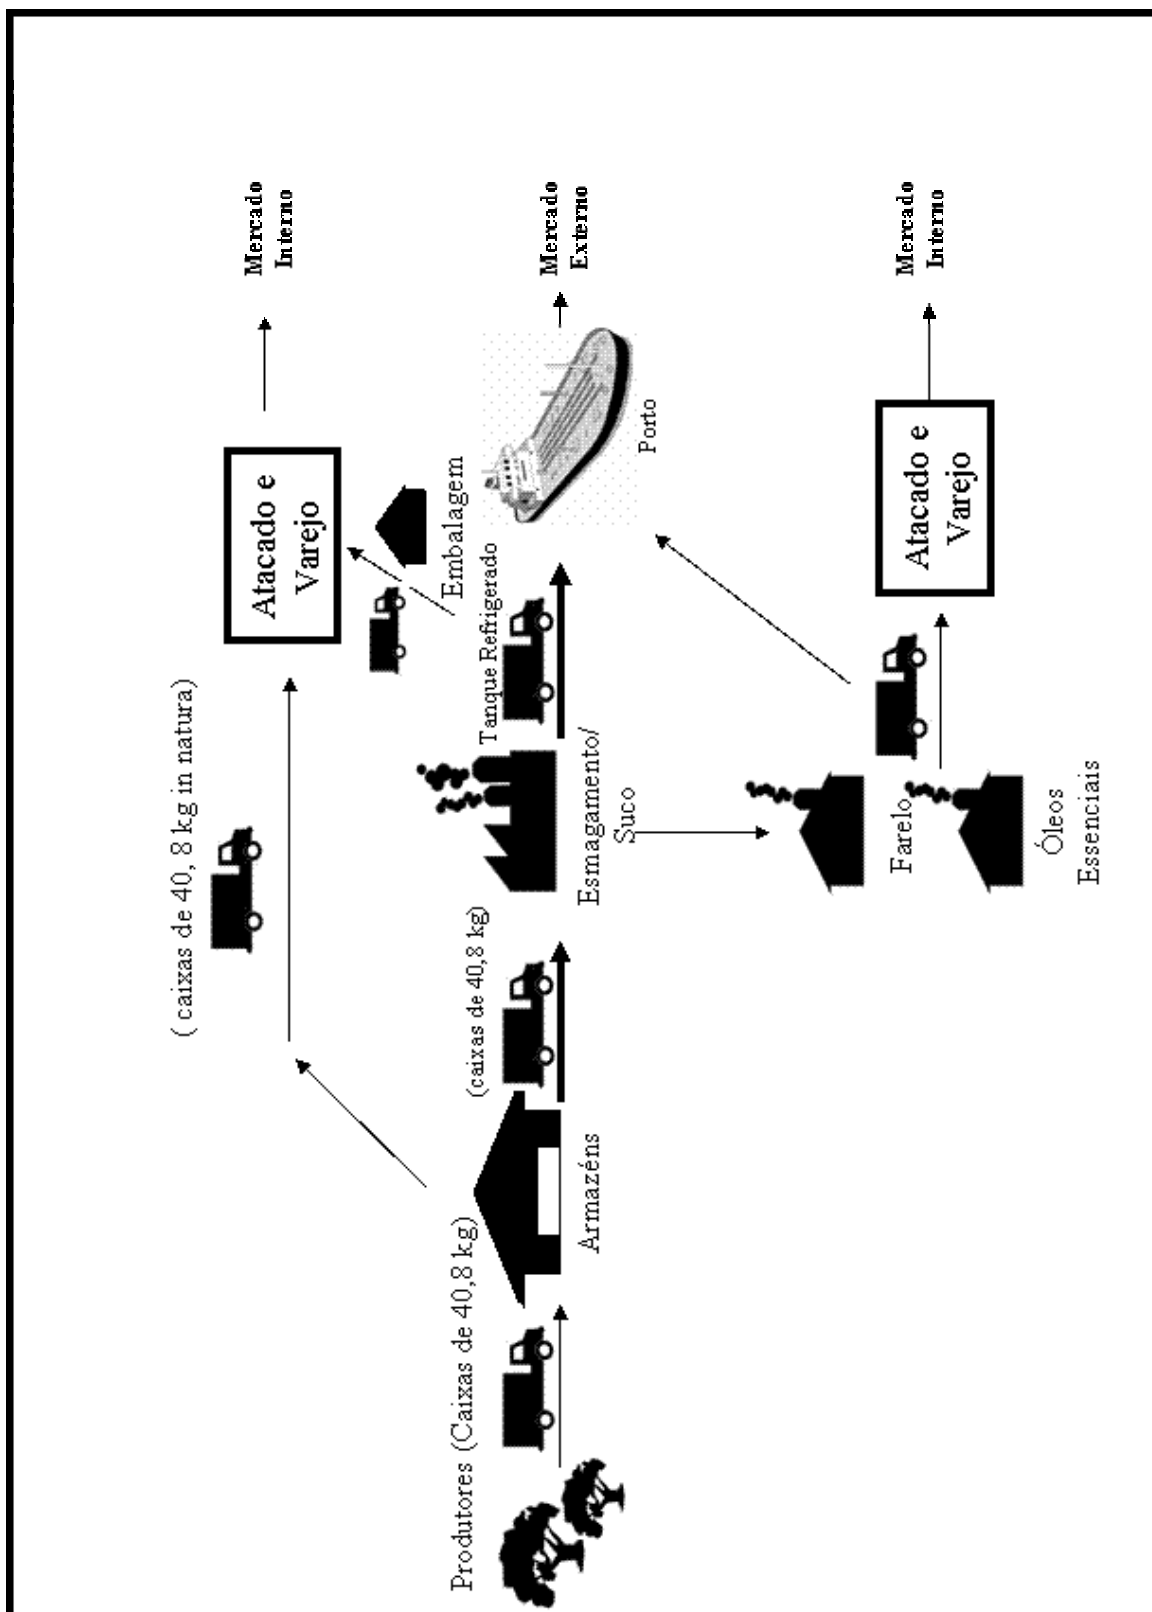 ( caixas de 40, 8 kg in natura)
Atacado e
Varejo
Mercado
Interno
Embalagem
Produtores (Caixas de 40,8 kg)
Armazéns
(caixas de 40,8 kg)
Esmagamento/
Suco
Tanque Refrigerado
Porto
Mercado
Externo
Farelo
Óleos
Essenciais
Atacado e
Varejo
Mercado
Interno